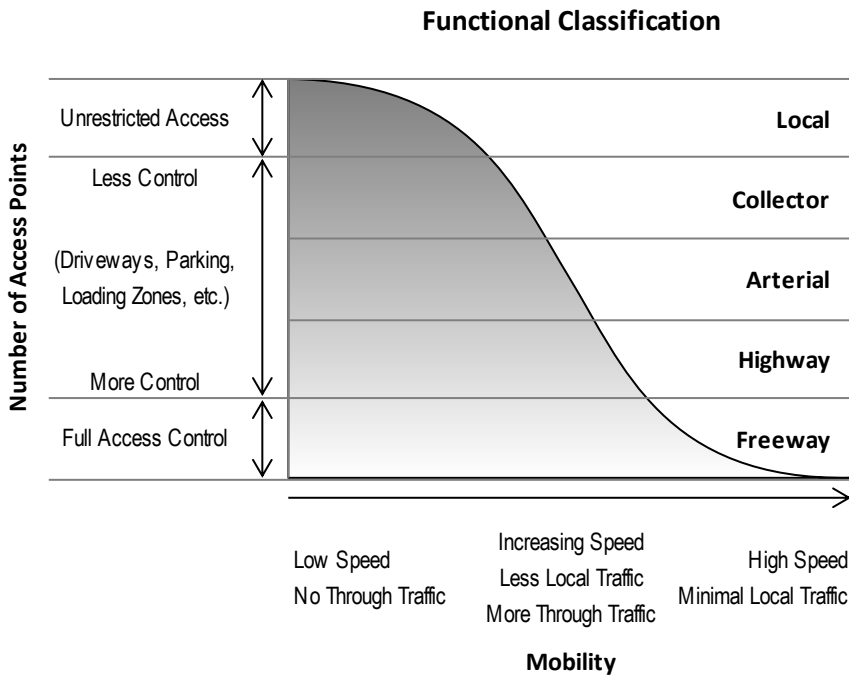 Functional Classification
Number of Access Points
Unrestricted Access
Local
Less Control
Collector
(Driveways, Parking,
Loading Zones, etc.)
Arterial
More Control
Highway
Full Access Control
Freeway
Low Speed
No Through Traffic
Increasing Speed
Less Local Traffic
More Through Traffic
High Speed
Minimal Local Traffic
Mobility